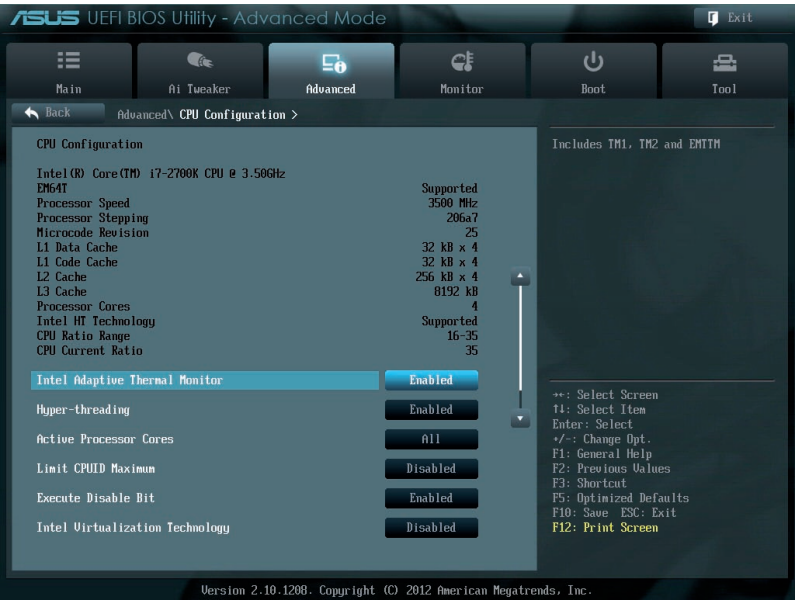 ASUS UEFI BIOS Utility - Advanced Mode
Exit
Main
Ai Tweaker
Advanced
Monitor
Boot
Tool
Back
Advanced\ CPU Configuration >
CPU Configuration
Intel(R) Core(TM) i7-2700K CPU @ 3.50GHz
EM64T Supported
Processor Speed 3500 MHz
Processor Stepping 206a7
Microcode Revision 25
L1 Data Cache 32 kB x 4
L1 Code Cache 32 kB x 4
L2 Cache 256 kB x 4
L3 Cache 8192 kB
Processor Cores 4
Intel HT Technology Supported
CPU Ratio Range 16-35
CPU Current Ratio 35
Intel Adaptive Thermal Monitor Enabled
Hyper-threading Enabled
Active Processor Cores All
Limit CPUID Maximum Disabled
Execute Disable Bit Enabled
Intel Virtualization Technology Disabled
Includes TM1, TM2 and EMTTM
→←: Select Screen
↑↓: Select Item
Enter: Select
+/-: Change Opt.
F1: General Help
F2: Previous Values
F3: Shortcut
F5: Optimized Defaults
F10: Save ESC: Exit
F12: Print Screen
Version 2.10.1208. Copyright (C) 2012 American Megatrends, Inc.